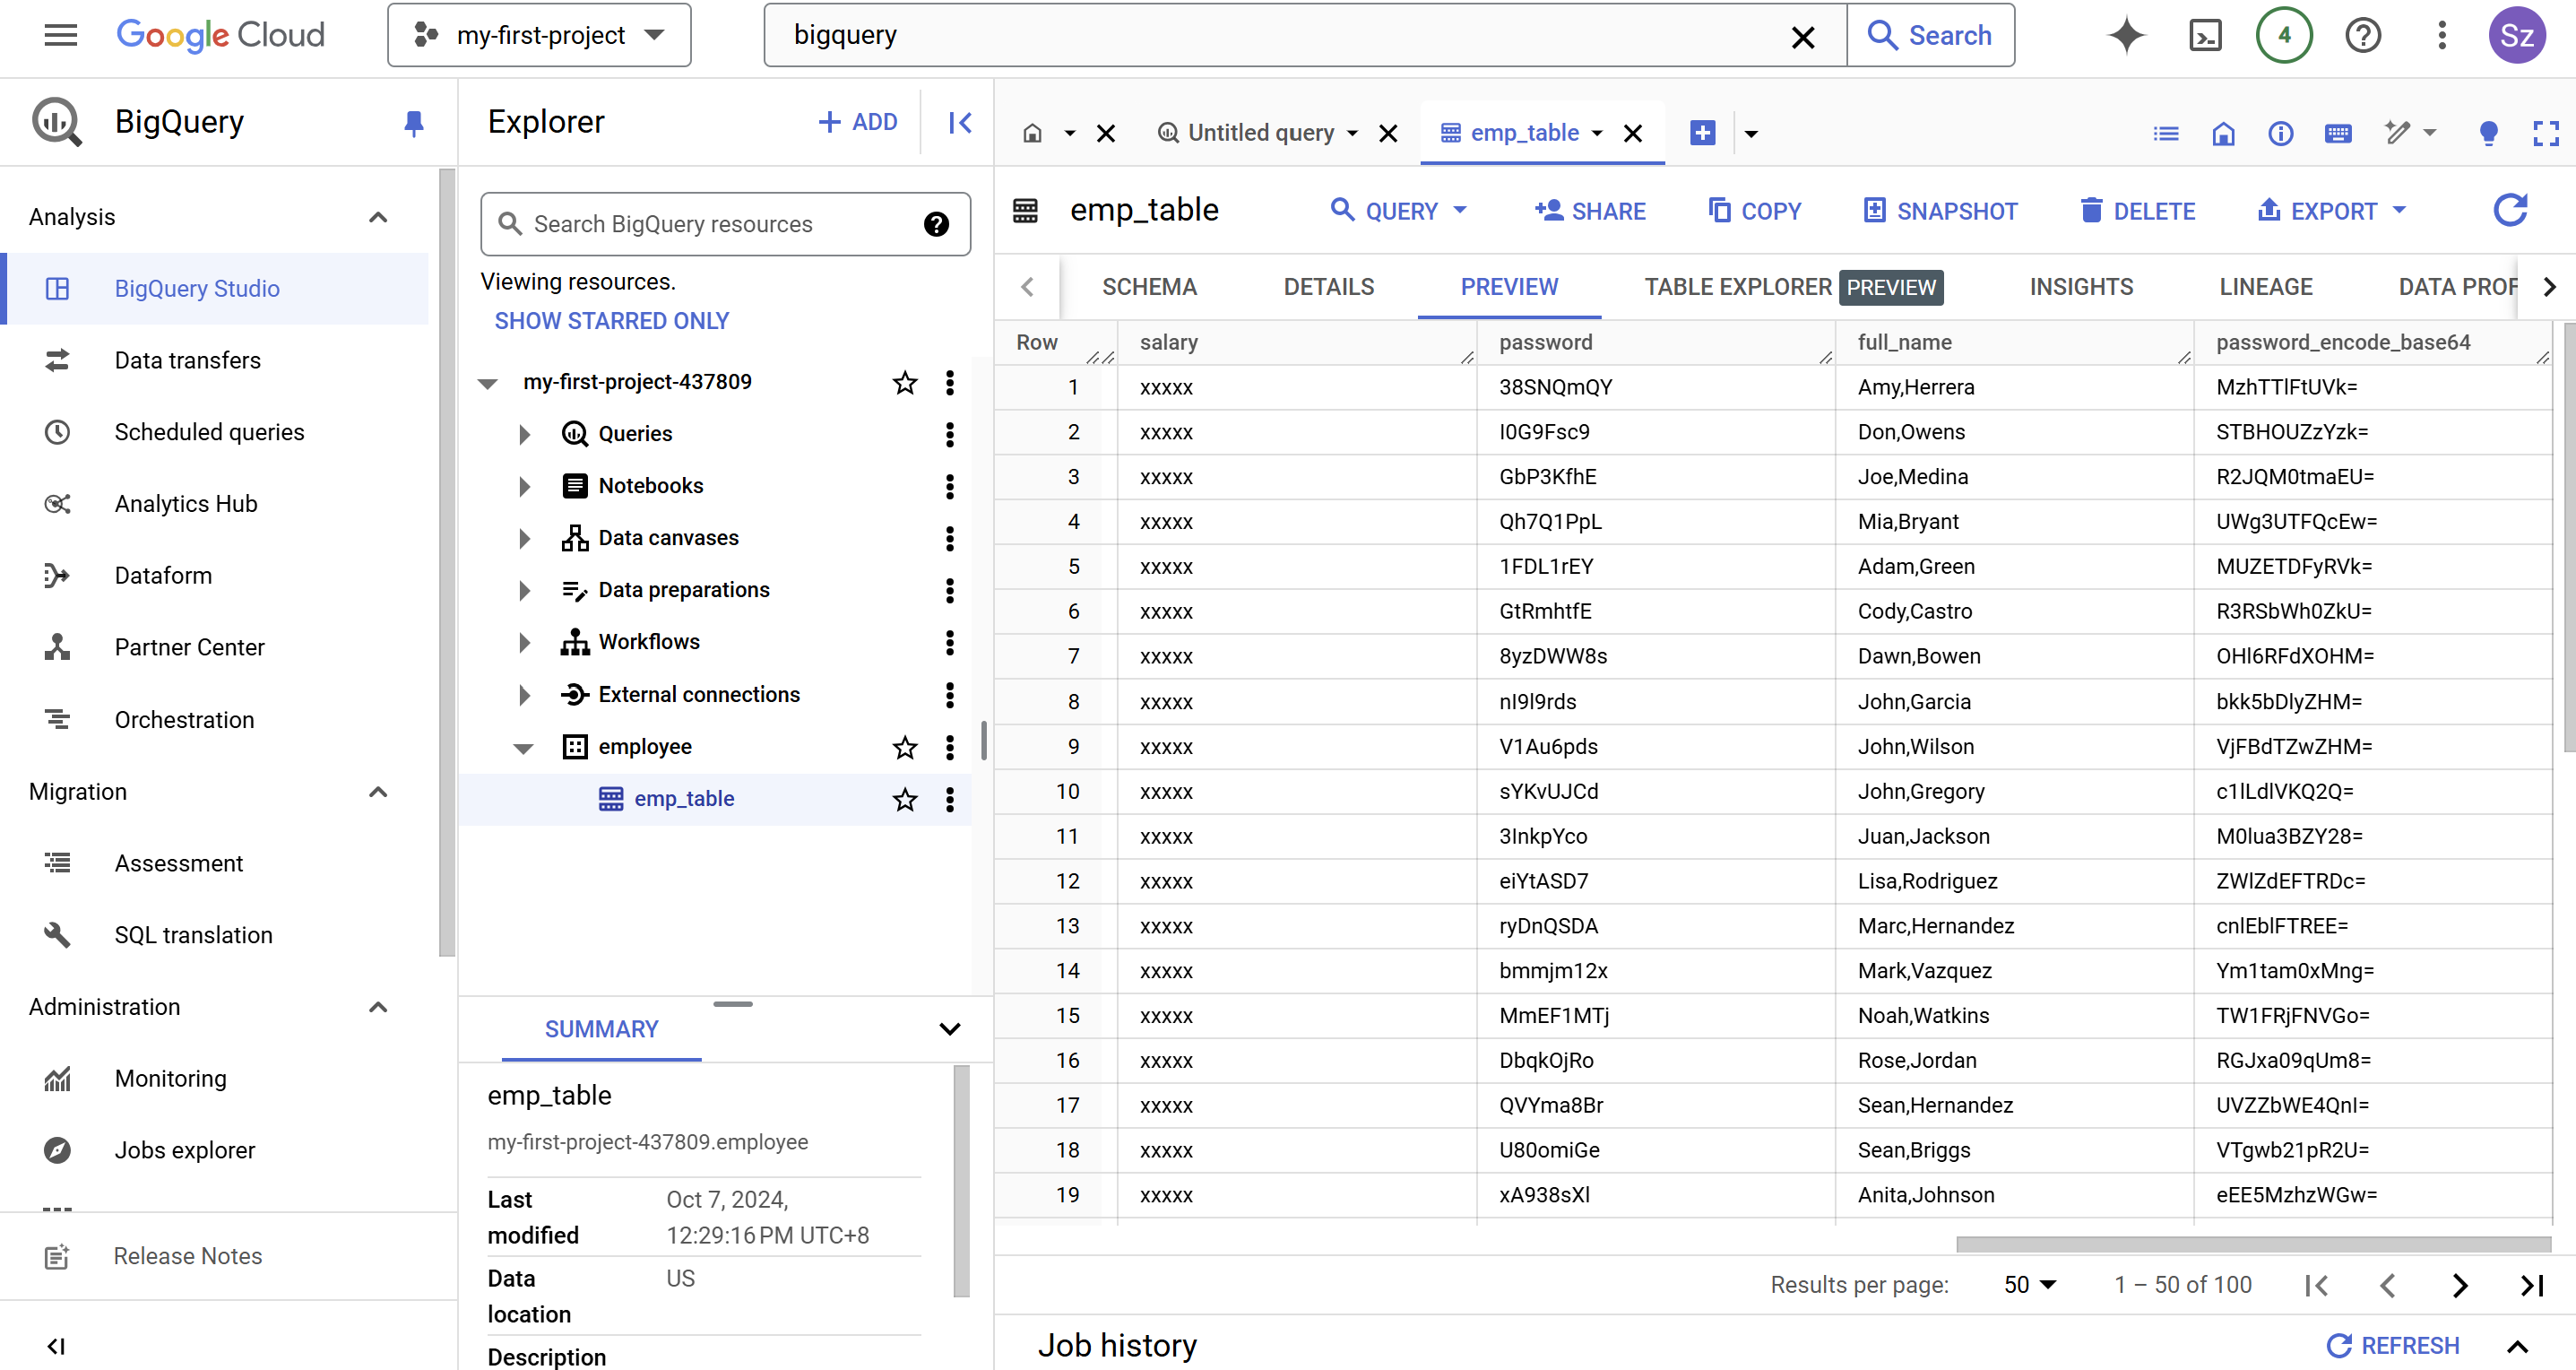 Google Cloud
my-first-project
bigquery
Search
4
Sz
BigQuery
Analysis
BigQuery Studio
Data transfers
Scheduled queries
Analytics Hub
Dataform
Partner Center
Orchestration
Migration
Assessment
SQL translation
Administration
Monitoring
Jobs explorer
Release Notes
Explorer
ADD
Search BigQuery resources
Viewing resources.
SHOW STARRED ONLY
my-first-project-437809
Queries
Notebooks
Data canvases
Data preparations
Workflows
External connections
employee
emp_table
SUMMARY
emp_table
my-first-project-437809.employee
Last modified Oct 7, 2024, 12:29:16 PM UTC+8
Data location US
Description
Untitled query
emp_table
emp_table
QUERY SHARE COPY SNAPSHOT DELETE EXPORT
SCHEMA DETAILS PREVIEW TABLE EXPLORER PREVIEW INSIGHTS LINEAGE DATA PROF
Row salary password full_name password_encode_base64
1 xxxxx 38SNQmQY Amy,Herrera MzhTTlFtUVk=
2 xxxxx I0G9Fsc9 Don,Owens STBHOUZzYzk=
3 xxxxx GbP3KfhE Joe,Medina R2JQM0tmaEU=
4 xxxxx Qh7Q1PpL Mia,Bryant UWg3UTFQcEw=
5 xxxxx 1FDL1rEY Adam,Green MUZETDFyRVk=
6 xxxxx GtRmhtfE Cody,Castro R3RSbWh0ZkU=
7 xxxxx 8yzDWW8s Dawn,Bowen OHl6RFdXOHM=
8 xxxxx nI9l9rds John,Garcia bkk5bDlyZHM=
9 xxxxx V1Au6pds John,Wilson VjFBdTZwZHM=
10 xxxxx sYKvUJCd John,Gregory c1lLdlVKQ2Q=
11 xxxxx 3InkpYco Juan,Jackson M0lua3BZY28=
12 xxxxx eiYtASD7 Lisa,Rodriguez ZWlZdEFTRDc=
13 xxxxx ryDnQSDA Marc,Hernandez cnlEblFTREE=
14 xxxxx bmmjm12x Mark,Vazquez Ym1tam0xMng=
15 xxxxx MmEF1MTj Noah,Watkins TW1FRjFNVGo=
16 xxxxx DbqkOjRo Rose,Jordan RGJxa09qUm8=
17 xxxxx QVYma8Br Sean,Hernandez UVZZbWE4QnI=
18 xxxxx U80omiGe Sean,Briggs VTgwb21pR2U=
19 xxxxx xA938sXl Anita,Johnson eEE5MzhzWGw=
Results per page: 50 1 – 50 of 100
Job history
REFRESH